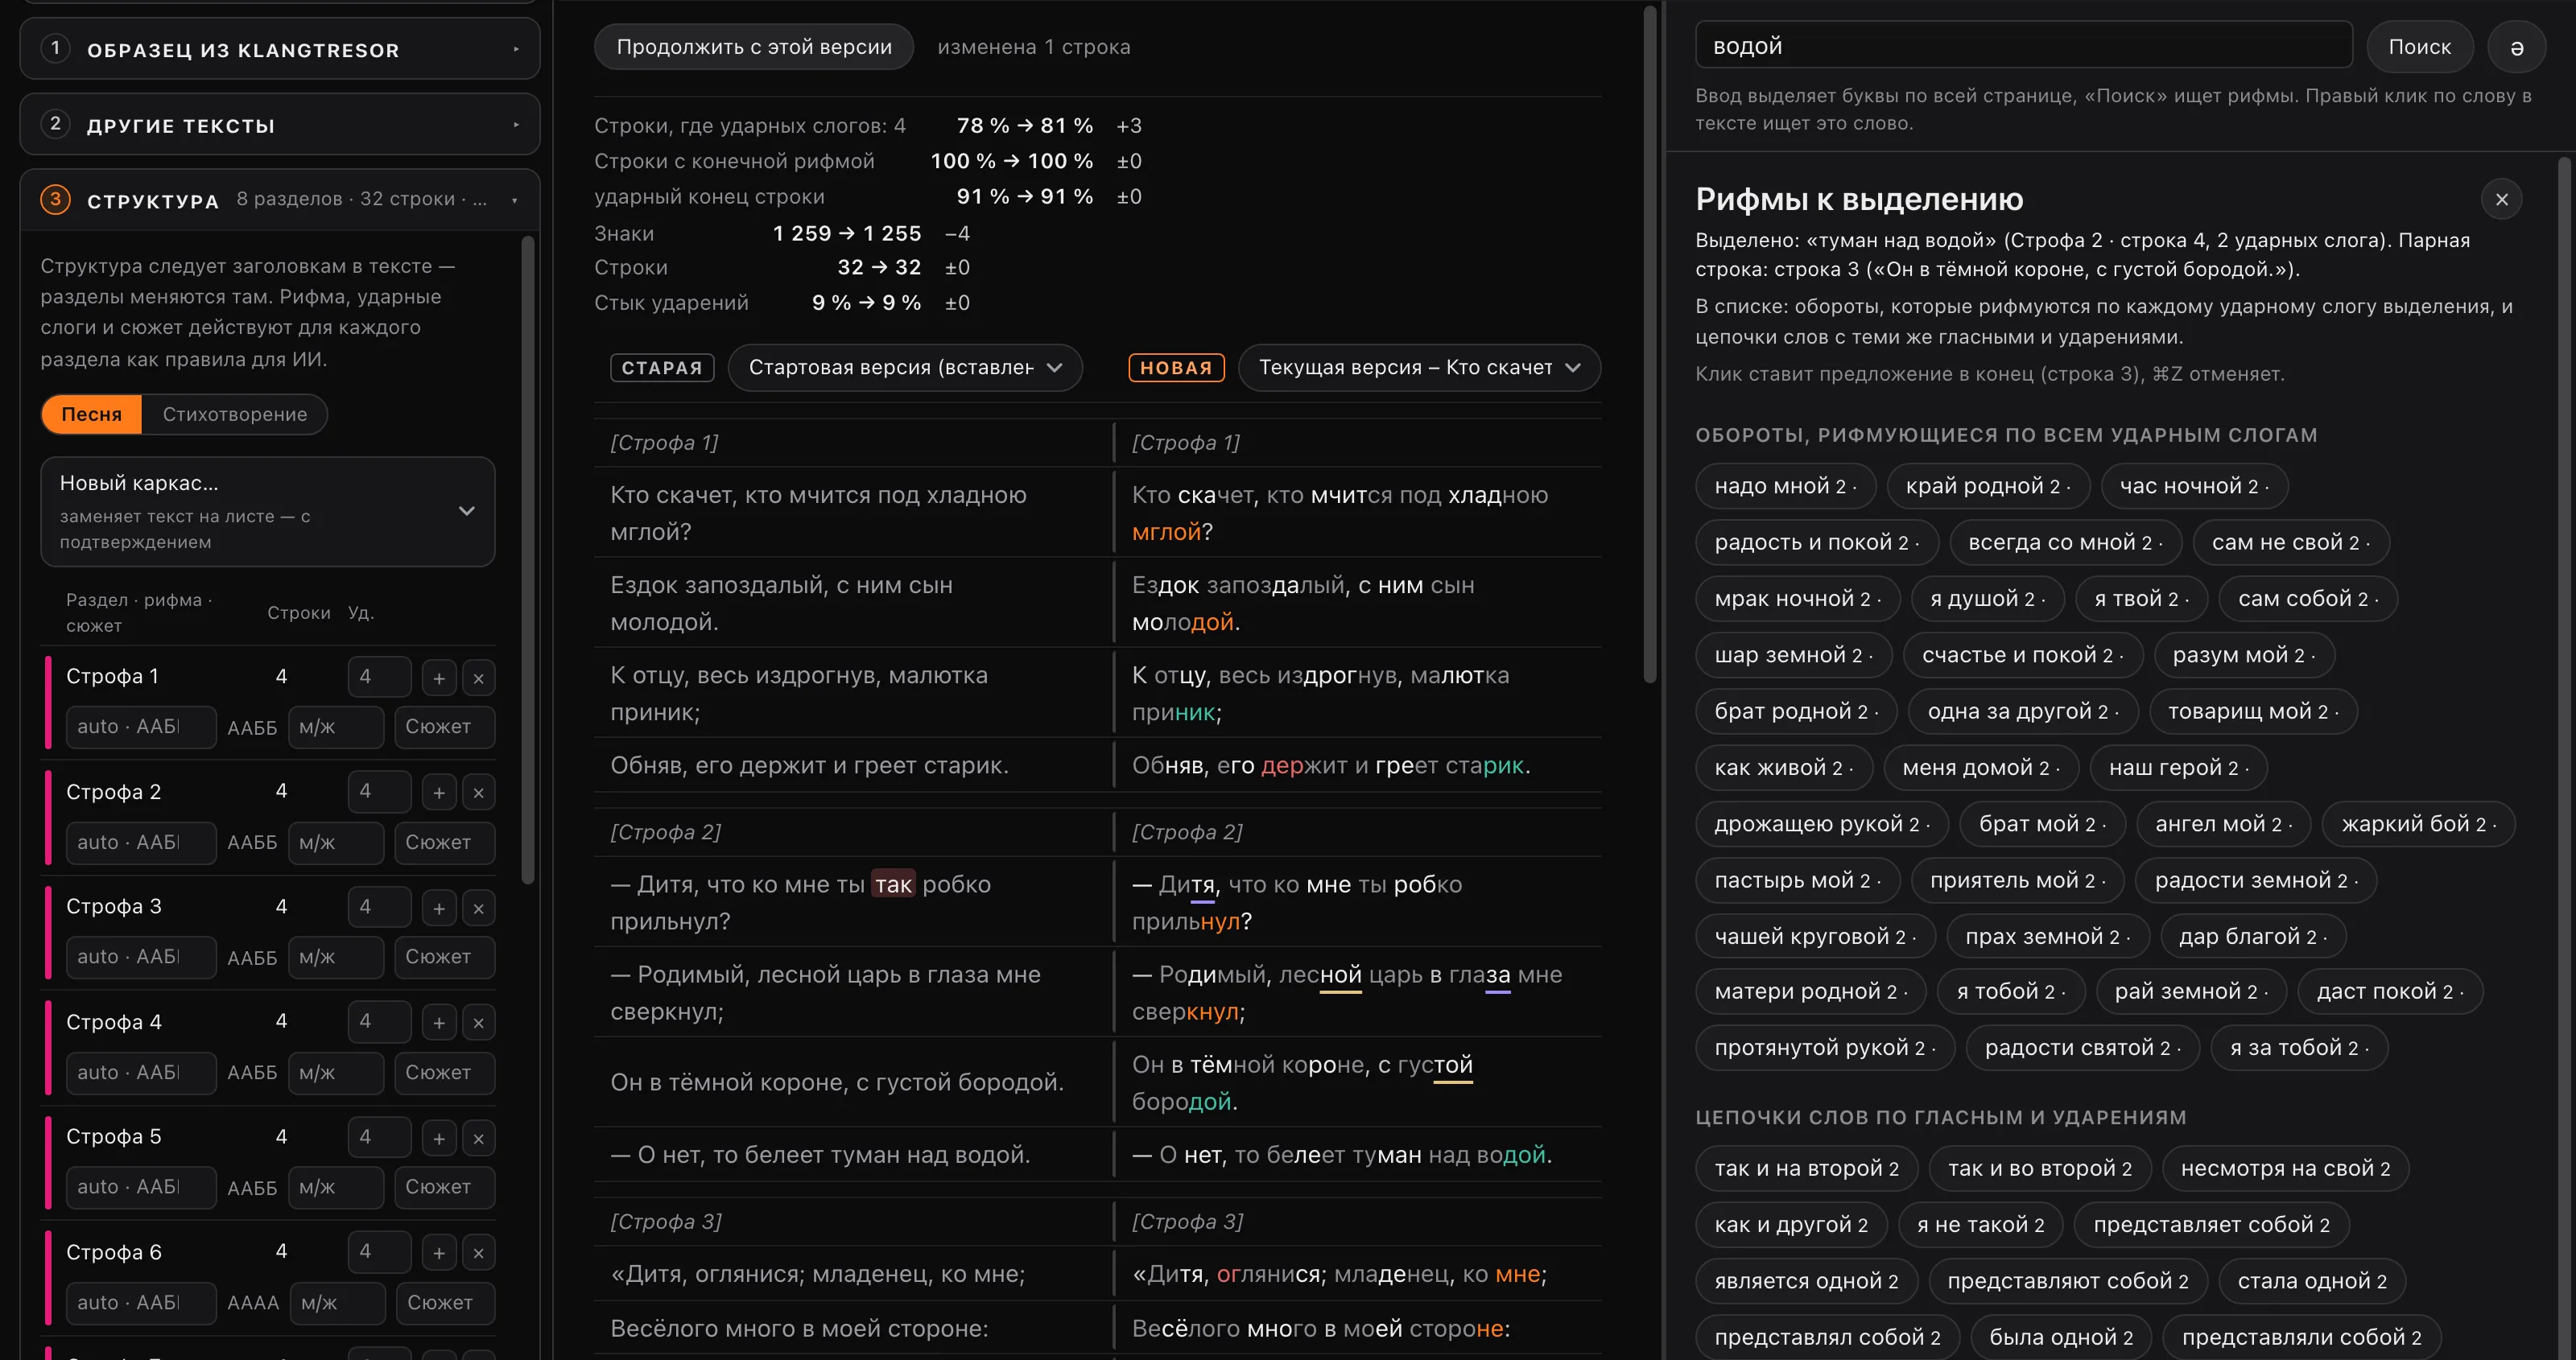 1 ОБРАЗЕЦ ИЗ KLANGTRESOR
2 ДРУГИЕ ТЕКСТЫ
3 СТРУКТУРА 8 разделов · 32 строки · ...
Структура следует заголовкам в тексте —
разделы меняются там. Рифма, ударные
слоги и сюжет действуют для каждого
раздела как правила для ИИ.
Песня Стихотворение
Новый каркас…
заменяет текст на листе — с
подтверждением
Раздел · рифма ·
сюжет
Строки Уд.
Строфа 1 4 4 + ×
auto · ААБ ААББ м/ж Сюжет
Строфа 2 4 4 + ×
auto · ААБ ААББ м/ж Сюжет
Строфа 3 4 4 + ×
auto · ААБ ААББ м/ж Сюжет
Строфа 4 4 4 + ×
auto · ААБ ААББ м/ж Сюжет
Строфа 5 4 4 + ×
auto · ААБ ААББ м/ж Сюжет
Строфа 6 4 4 + ×
auto · ААБ АААА м/ж Сюжет
Продолжить с этой версии изменена 1 строка
Строки, где ударных слогов: 4 78 % → 81 % +3
Строки с конечной рифмой 100 % → 100 % ±0
ударный конец строки 91 % → 91 % ±0
Знаки 1 259 → 1 255 −4
Строки 32 → 32 ±0
Стык ударений 9 % → 9 % ±0
СТАРАЯ Стартовая версия (вставлен
НОВАЯ Текущая версия – Кто скачет
[Строфа 1]
[Строфа 1]
Кто скачет, кто мчится под хладною
мглой?
Кто скачет, кто мчится под хладною
мглой?
Ездок запоздалый, с ним сын
молодой.
Ездок запоздалый, с ним сын
молодой.
К отцу, весь издрогнув, малютка
приник;
К отцу, весь издрогнув, малютка
приник;
Обняв, его держит и греет старик.
Обняв, его держит и греет старик.
[Строфа 2]
[Строфа 2]
— Дитя, что ко мне ты так робко
прильнул?
— Дитя, что ко мне ты робко
прильнул?
— Родимый, лесной царь в глаза мне
сверкнул;
— Родимый, лесной царь в глаза мне
сверкнул;
Он в тёмной короне, с густой бородой.
Он в тёмной короне, с густой
бородой.
— О нет, то белеет туман над водой.
— О нет, то белеет туман над водой.
[Строфа 3]
[Строфа 3]
«Дитя, оглянися; младенец, ко мне;
«Дитя, оглянися; младенец, ко мне;
Весёлого много в моей стороне:
Весёлого много в моей стороне:
водой Поиск ə
Ввод выделяет буквы по всей странице, «Поиск» ищет рифмы. Правый клик по слову в
тексте ищет это слово.
Рифмы к выделению ×
Выделено: «туман над водой» (Строфа 2 · строка 4, 2 ударных слога). Парная
строка: строка 3 («Он в тёмной короне, с густой бородой.»).
В списке: обороты, которые рифмуются по каждому ударному слогу выделения, и
цепочки слов с теми же гласными и ударениями.
Клик ставит предложение в конец (строка 3), ⌘Z отменяет.
ОБОРОТЫ, РИФМУЮЩИЕСЯ ПО ВСЕМ УДАРНЫМ СЛОГАМ
надо мной 2 · край родной 2 · час ночной 2 ·
радость и покой 2 · всегда со мной 2 · сам не свой 2 ·
мрак ночной 2 · я душой 2 · я твой 2 · сам собой 2 ·
шар земной 2 · счастье и покой 2 · разум мой 2 ·
брат родной 2 · одна за другой 2 · товарищ мой 2 ·
как живой 2 · меня домой 2 · наш герой 2 ·
дрожащею рукой 2 · брат мой 2 · ангел мой 2 · жаркий бой 2 ·
пастырь мой 2 · приятель мой 2 · радости земной 2 ·
чашей круговой 2 · прах земной 2 · дар благой 2 ·
матери родной 2 · я тобой 2 · рай земной 2 · даст покой 2 ·
протянутой рукой 2 · радости святой 2 · я за тобой 2 ·
ЦЕПОЧКИ СЛОВ ПО ГЛАСНЫМ И УДАРЕНИЯМ
так и на второй 2 так и во второй 2 несмотря на свой 2
как и другой 2 я не такой 2 представляет собой 2
является одной 2 представляют собой 2 стала одной 2
представлял собой 2 была одной 2 представляли собой 2